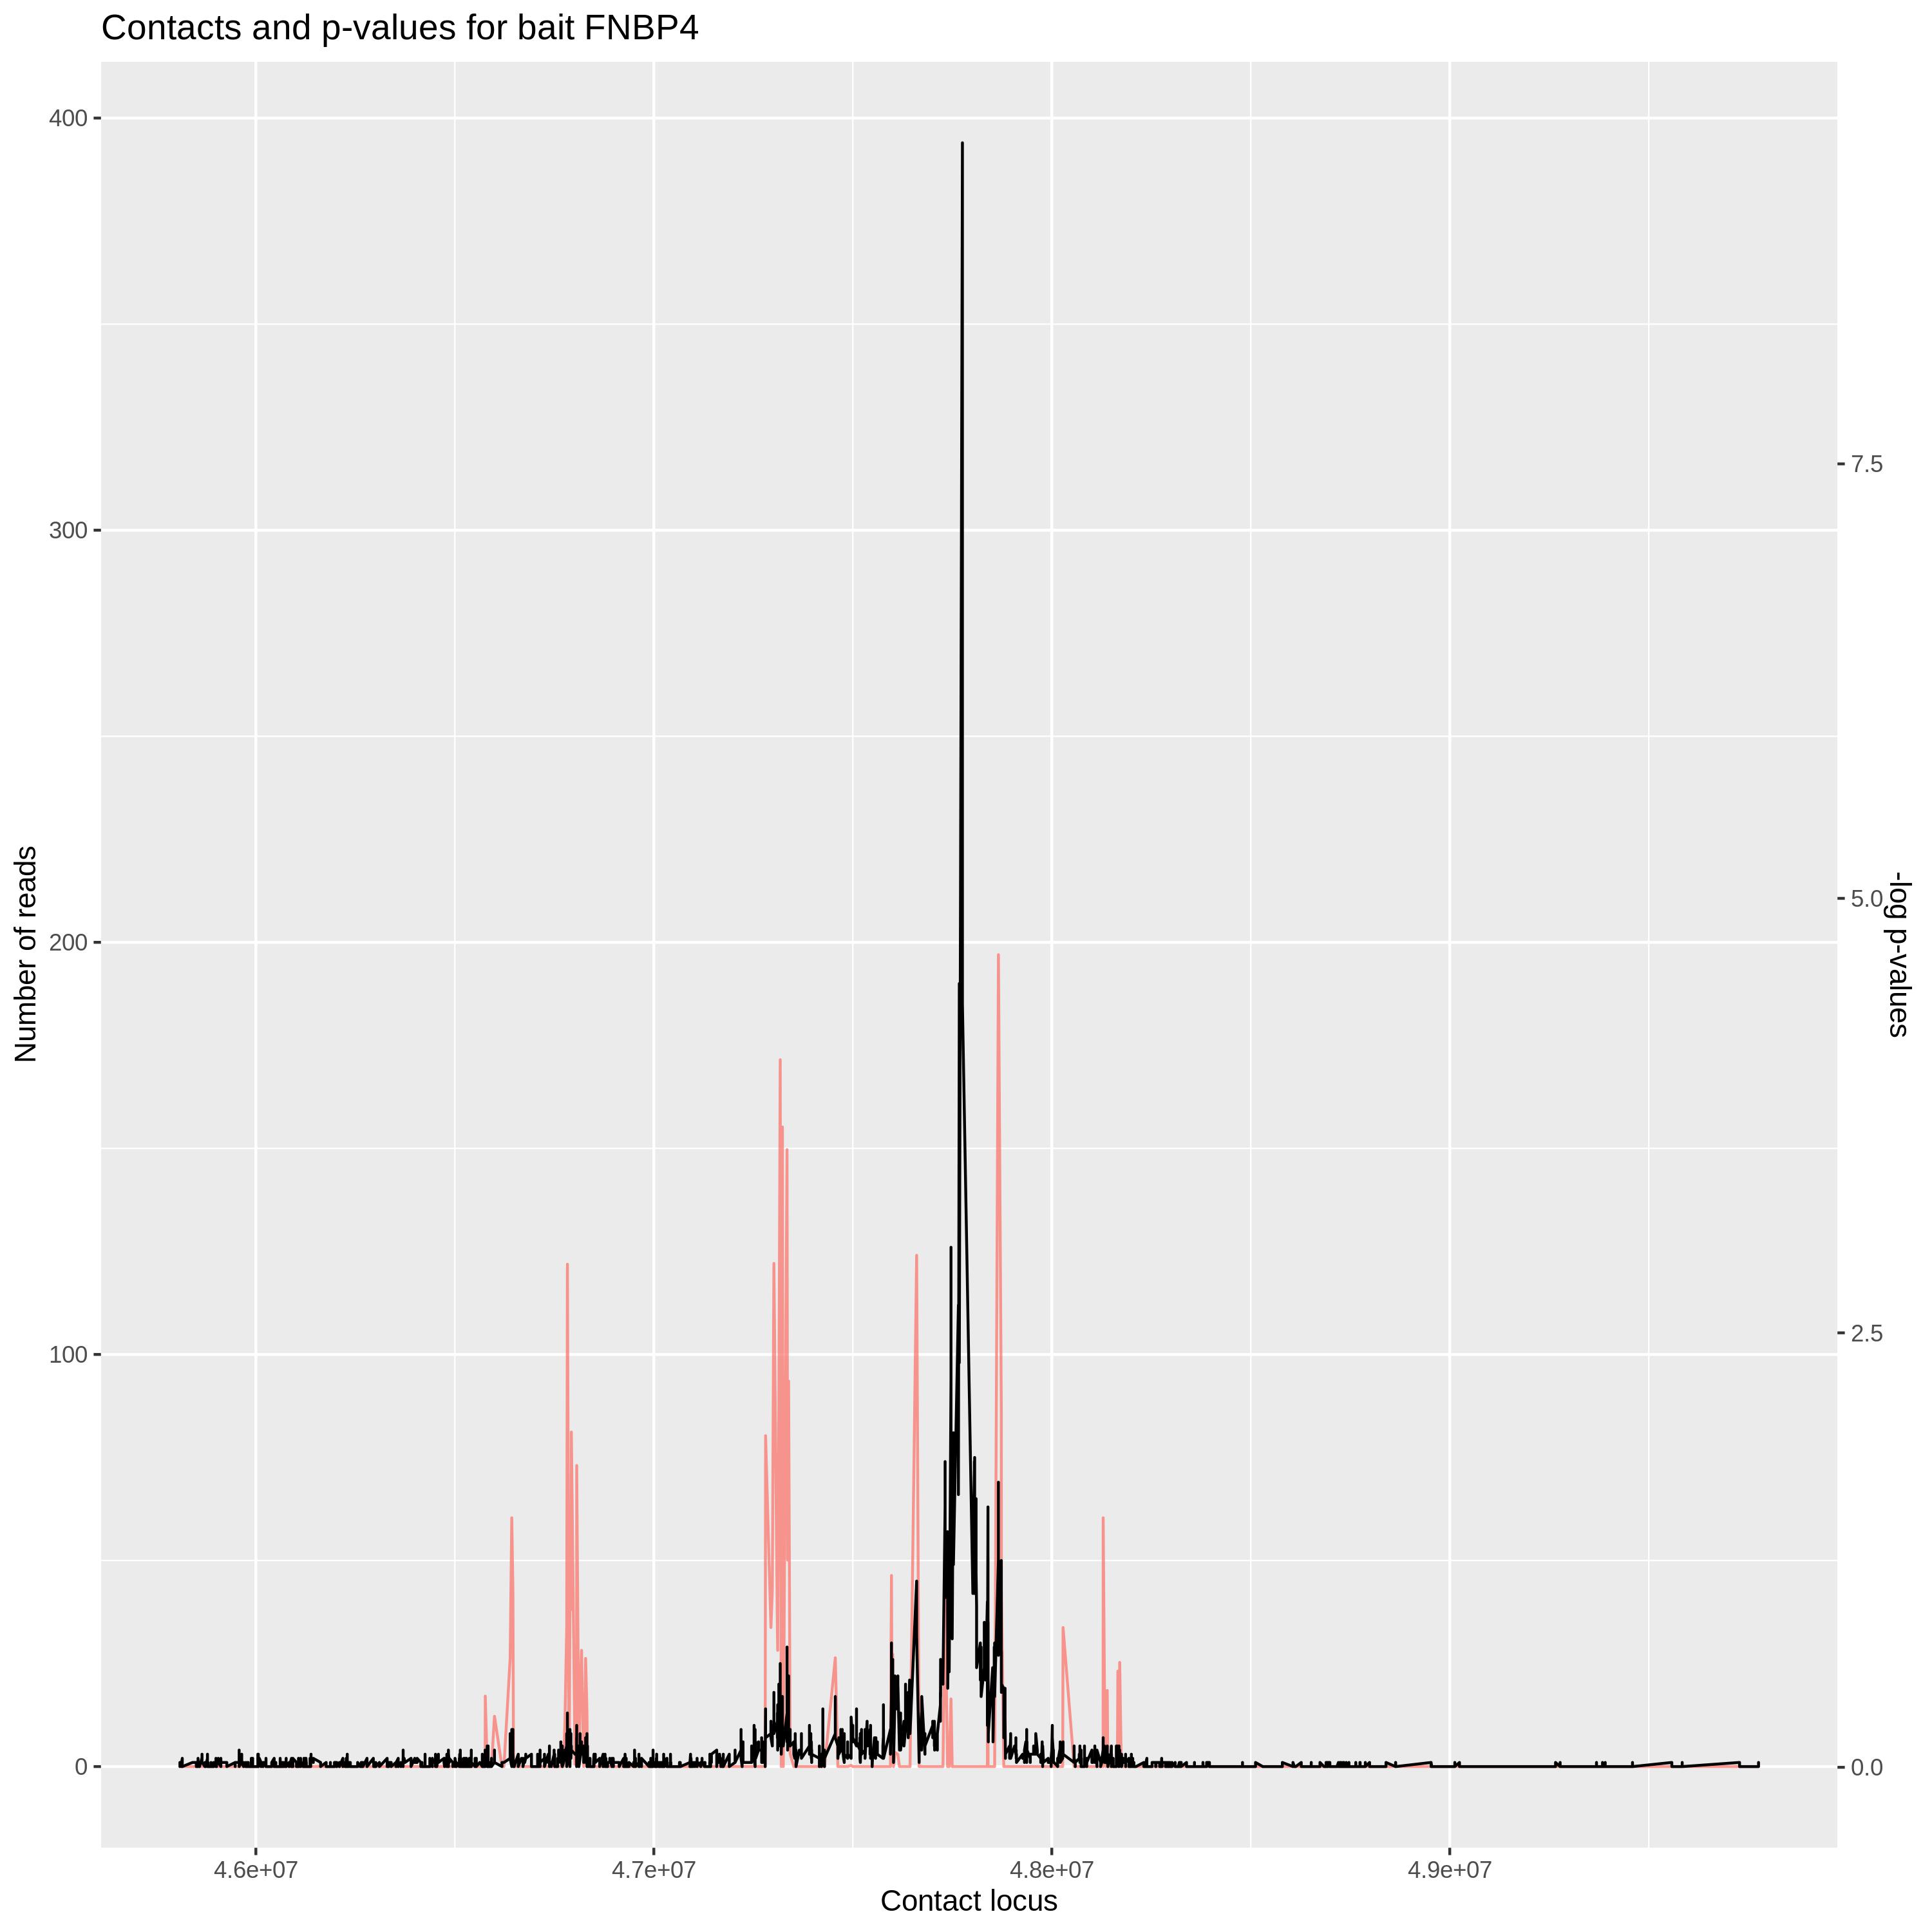 Contacts and p-values for bait FNBP4
400
300
200
100
0
Number of reads
7.5
5.0
2.5
0.0
-log p-values
4.6e+07
4.7e+07
4.8e+07
4.9e+07
Contact locus